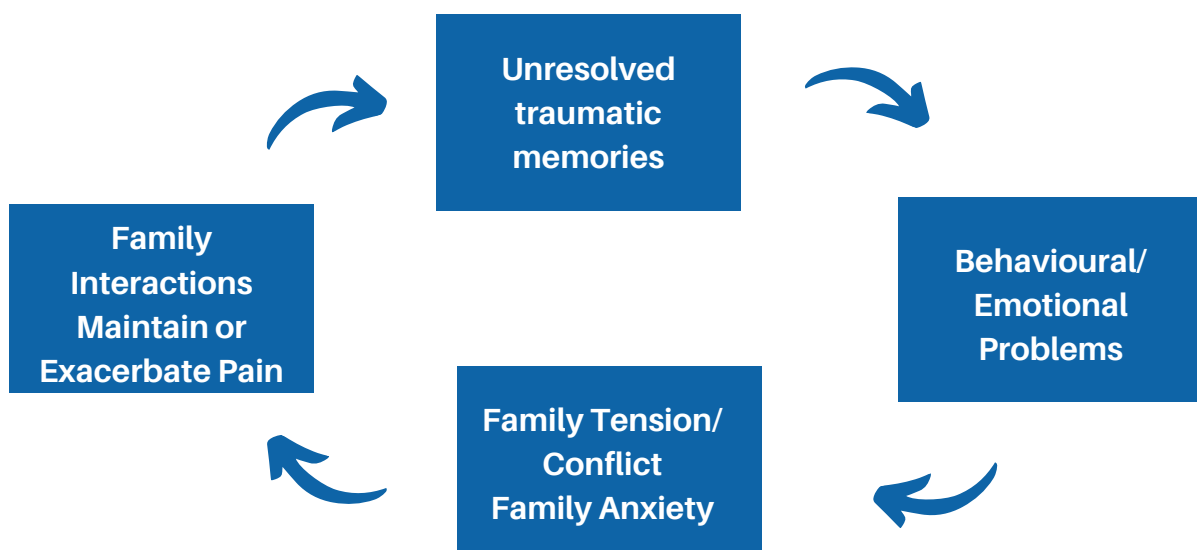 Unresolved
traumatic
memories
Behavioural/
Emotional
Problems
Family Tension/
Conflict
Family Anxiety
Family
Interactions
Maintain or
Exacerbate Pain